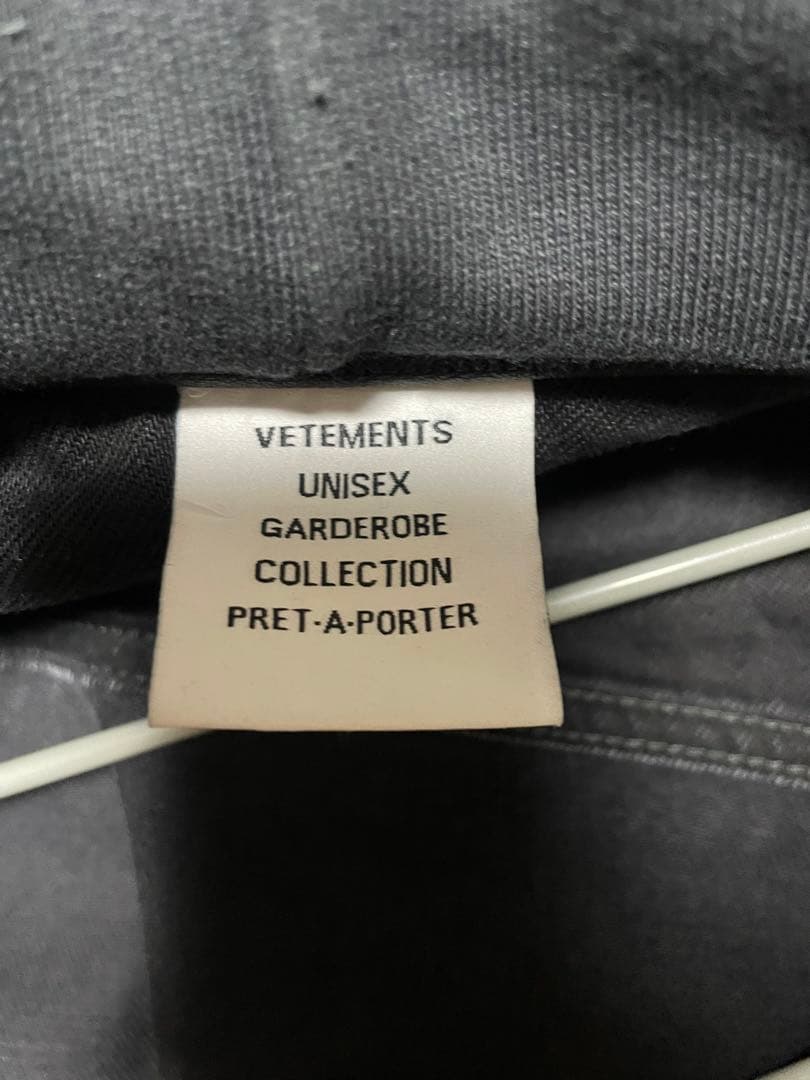 VETEMENTS
UNISEX
GARDEROBE
COLLECTION
PRET-A-PORTER